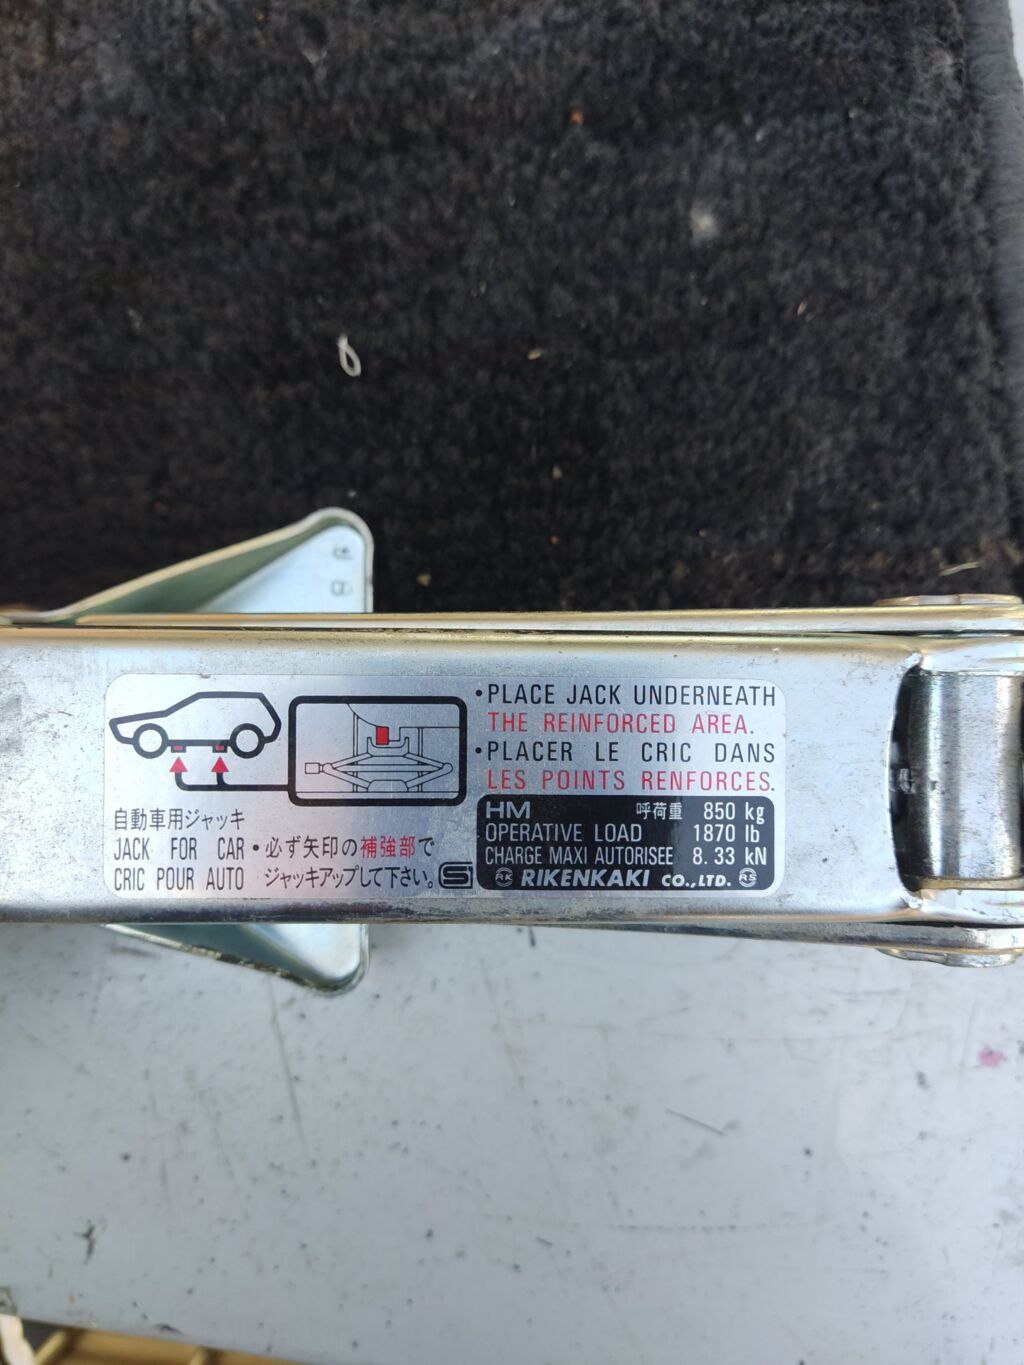 自動車用ジャッキ
JACK FOR CAR
CRIC POUR AUTO
•必ず矢印の補強部で
ジャッキアップして下さい。
•PLACE JACK UNDERNEATH
THE REINFORCED AREA.
•PLACER LE CRIC DANS
LES POINTS RENFORCES.
HM 呼荷重 850 kg
OPERATIVE LOAD 1870 lb
CHARGE MAXI AUTORISEE 8.33 kN
RK RIKENKAKI CO.,LTD. RS